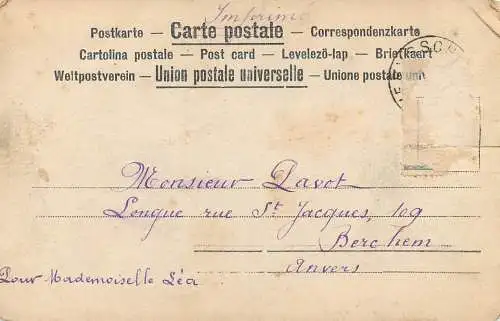 Imprimé
Postkarte — Carte postale — Correspondenzkarte
Cartolina postale — Post card — Levelező-lap — Briefkaart
Weltpostverein — Union postale universelle — Unione postale
Monsieur Davot
Longue rue St Jacques, 109
Berchem
Anvers
Pour Mademoiselle Léa